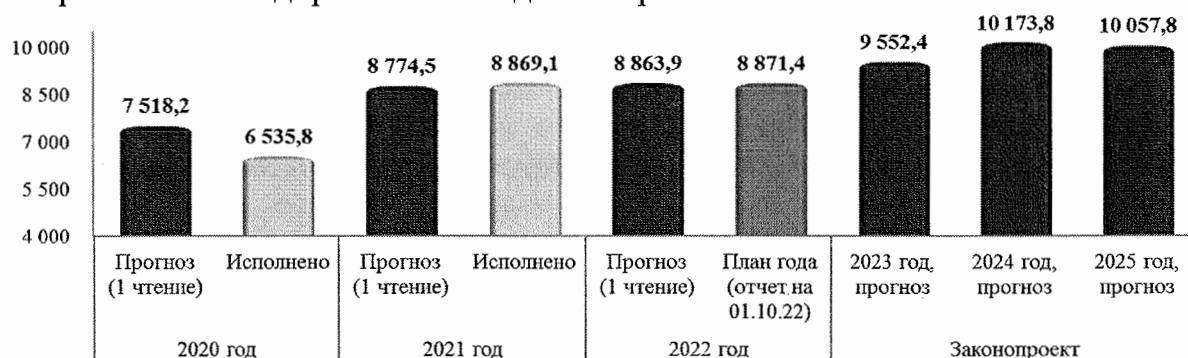 10 173,8 10 057,8
10 000 9 552,4
8 774,5 8 869,1 8 863,9 8 871,4
8 500
7 518,2
7 000 6 535,8
5 500
4 000
Прогноз Исполнено Прогноз Исполнено Прогноз План года 2023 год, 2024 год, 2025 год,
(1 чтение) (1 чтение) (1 чтение) (отчет на прогноз прогноз прогноз
01.10.22)
2020 год 2021 год 2022 год Законопроект